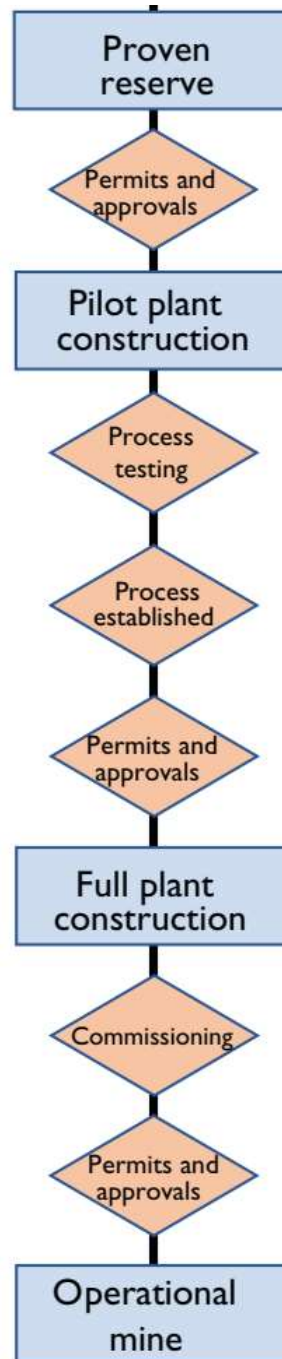 Proven
reserve
Permits and
approvals
Pilot plant
construction
Process
testing
Process
established
Permits and
approvals
Full plant
construction
Commissioning
Permits and
approvals
Operational
mine